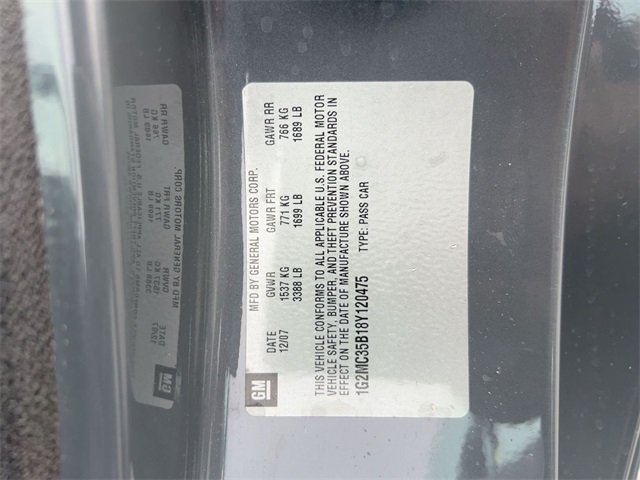 GM
MFD BY GENERAL MOTORS CORP.
DATE GVWR GAWR FRT GAWR RR
12/07 1537 KG 771 KG 766 KG
3388 LB 1699 LB 1689 LB
THIS VEHICLE CONFORMS TO ALL APPLICABLE U.S. FEDERAL MOTOR
VEHICLE SAFETY, BUMPER, AND THEFT PREVENTION STANDARDS IN
EFFECT ON THE DATE OF MANUFACTURE SHOWN ABOVE.
1G2MC35B18Y120475 TYPE: PASS CAR